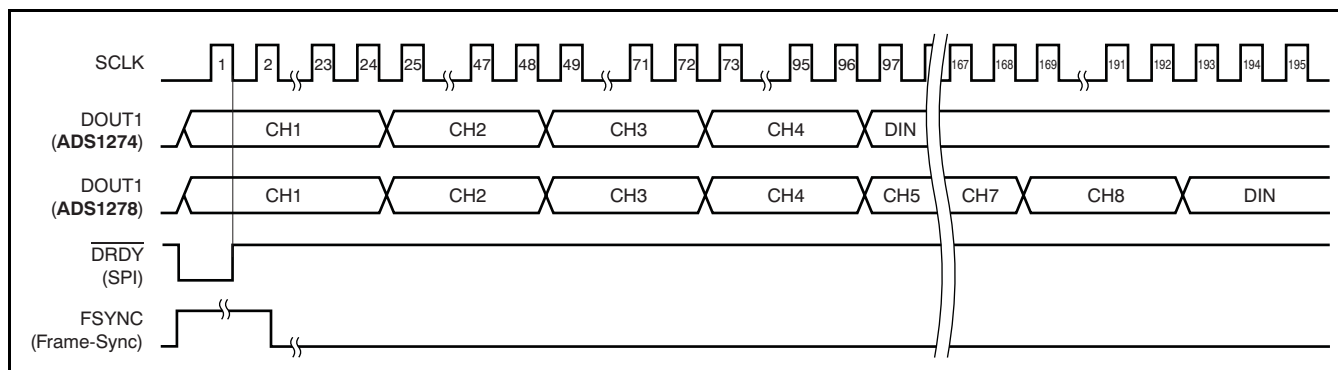 SCLK
1 2 23 24 25 47 48 49 71 72 73 95 96 97 167 168 169 191 192 193 194 195
DOUT1
(ADS1274)
CH1 CH2 CH3 CH4 DIN
DOUT1
(ADS1278)
CH1 CH2 CH3 CH4 CH5 CH7 CH8 DIN
DRDY
(SPI)
FSYNC
(Frame-Sync)